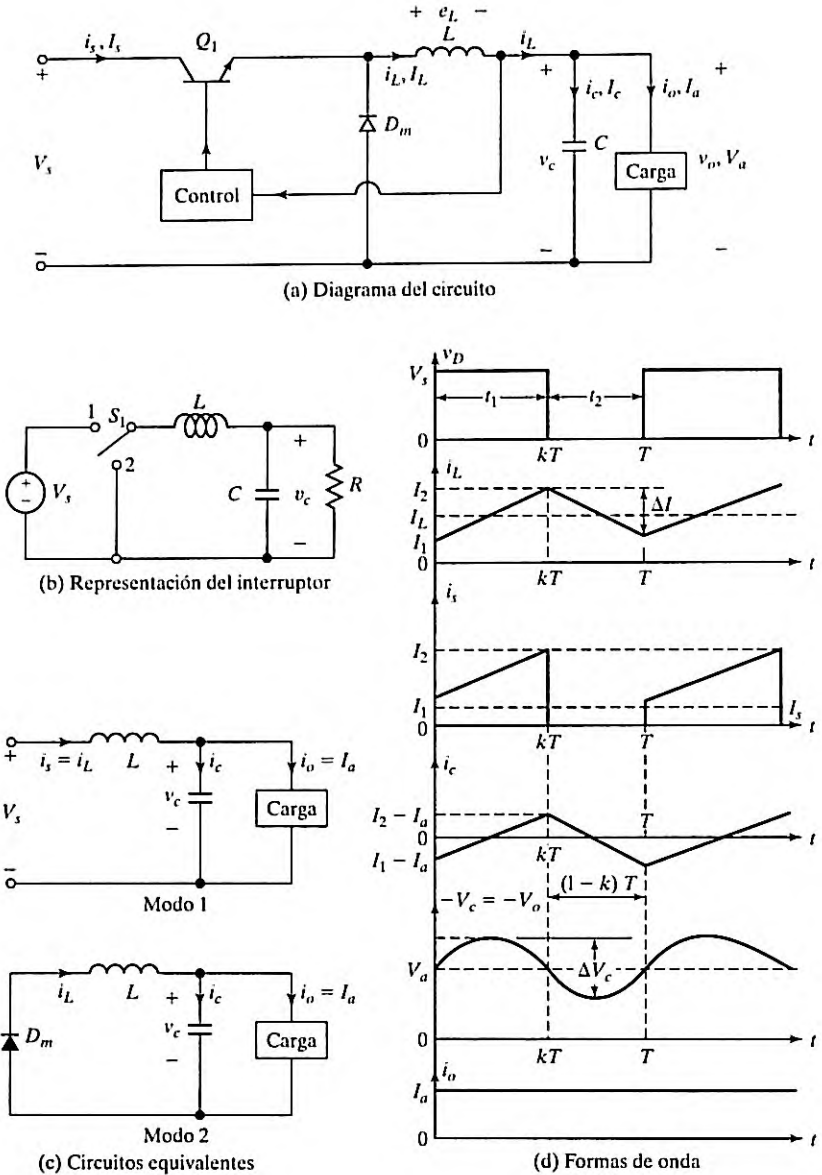 + e_L −
i_s, I_s
Q_1
L
i_L
+
i_L, I_L
+
+
i_c, I_c
i_o, I_a
D_m
V_s
v_c
C
Carga
v_o, V_a
Control
−
−
−
(a) Diagrama del circuito
1
S_1
L
2
+
−
V_s
C
+
v_c
−
R
(b) Representación del interruptor
+
i_s = i_L
L
+
i_c
i_o = I_a
v_c
Carga
V_s
−
−
Modo 1
i_L
L
+
i_c
i_o = I_a
D_m
v_c
Carga
−
Modo 2
(c) Circuitos equivalentes
v_D
V_s
t_1
t_2
0
kT
T
t
i_L
I_2
ΔI
I_L
I_1
0
kT
T
t
i_s
I_2
I_1
I_s
0
kT
T
t
i_c
I_2 − I_a
T
0
t
I_1 − I_a
kT
(1 − k) T
−V_c = −V_o
V_a
ΔV_c
0
kT
T
t
i_o
I_a
0
t
(d) Formas de onda